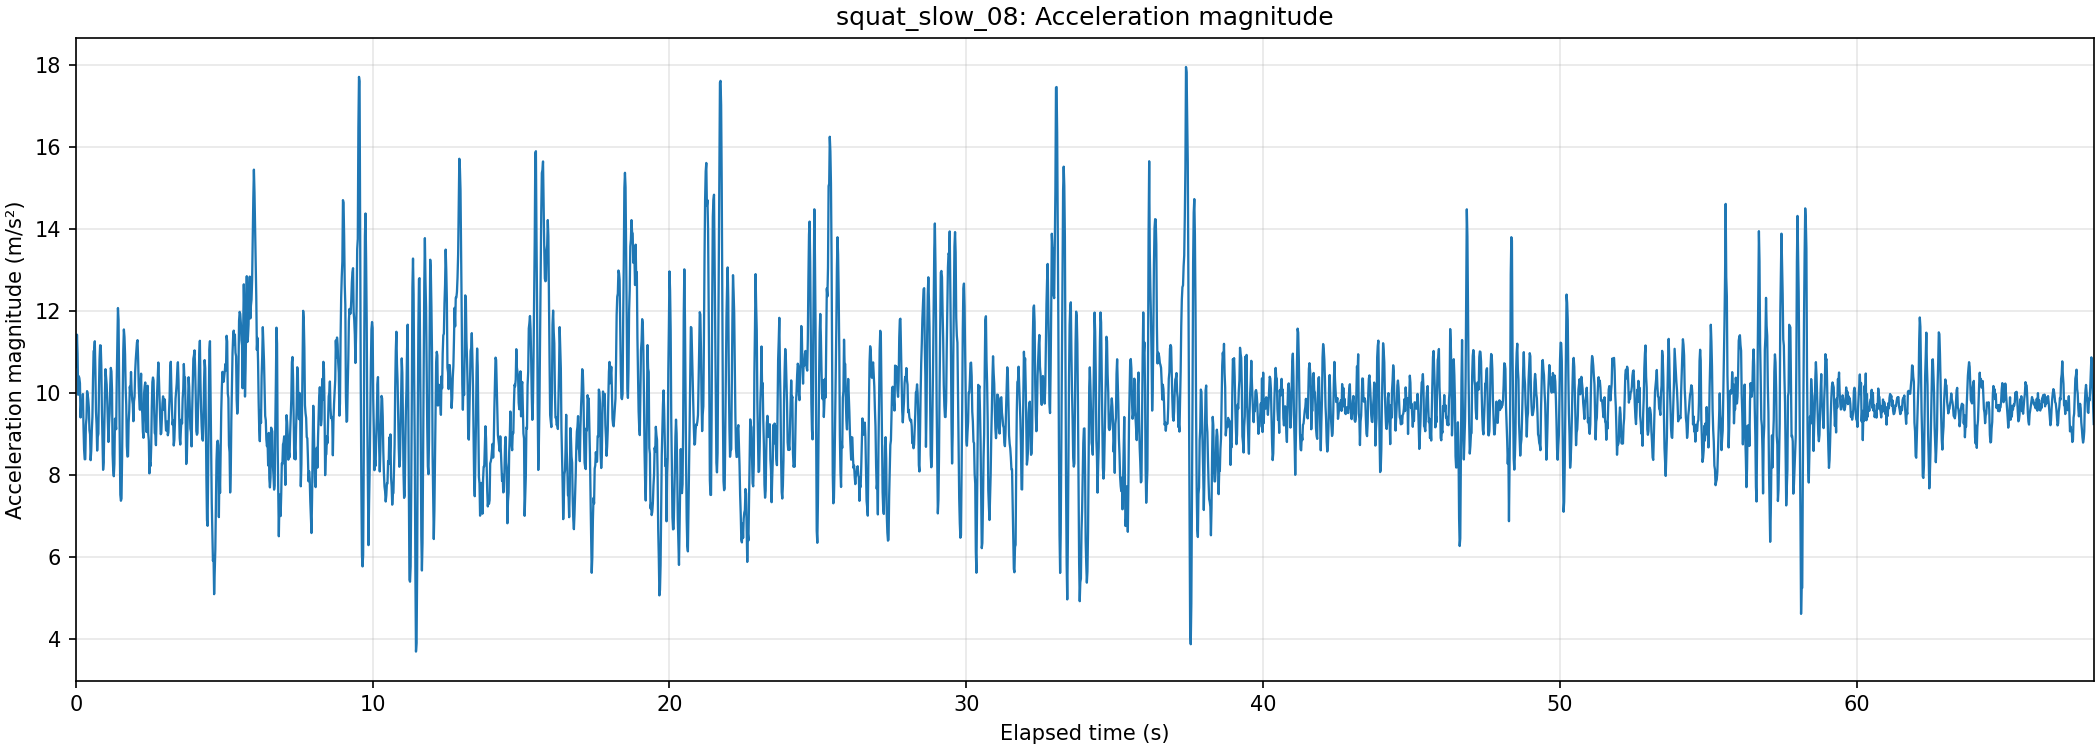 squat_slow_08: Acceleration magnitude
Acceleration magnitude (m/s²)
18
16
14
12
10
8
6
4
0 10 20 30 40 50 60
Elapsed time (s)